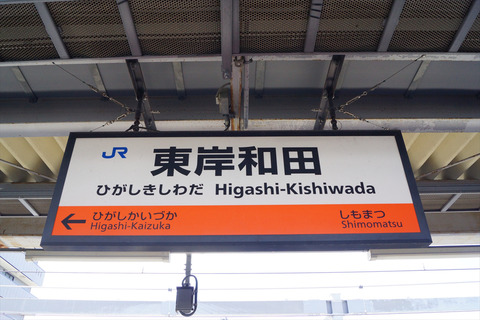 JR 東岸和田
ひがしきしわだ Higashi-Kishiwada
← ひがしかいづか しもまつ
Higashi-Kaizuka Shimomatsu